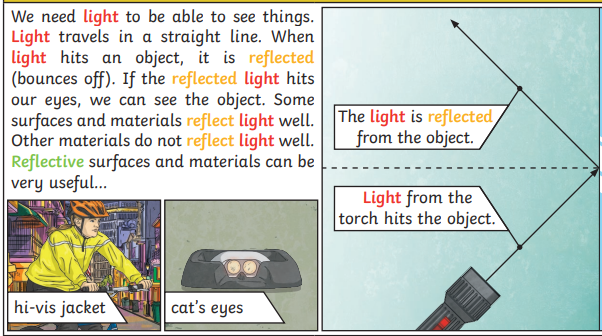 We need light to be able to see things.
Light travels in a straight line. When
light hits an object, it is reflected
(bounces off). If the reflected light hits
our eyes, we can see the object. Some
surfaces and materials reflect light well.
Other materials do not reflect light well.
Reflective surfaces and materials can be
very useful...
hi-vis jacket
cat's eyes
The light is reflected
from the object.
Light from the
torch hits the object.